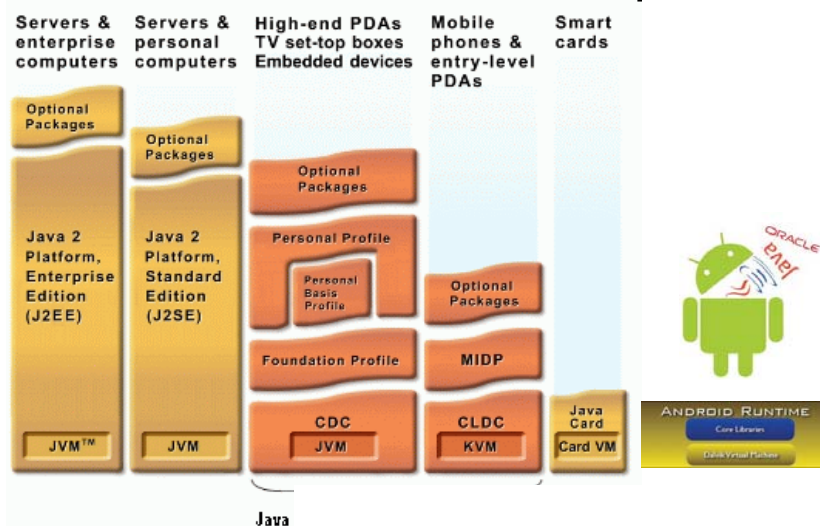 Servers &
enterprise
computers
Servers &
personal
computers
High-end PDAs
TV set-top boxes
Embedded devices
Mobile
phones &
entry-level
PDAs
Smart
cards
Optional
Packages
Java 2
Platform,
Enterprise
Edition
(J2EE)
JVM™
Optional
Packages
Java 2
Platform,
Standard
Edition
(J2SE)
JVM
Optional
Packages
Personal Profile
Personal
Basis
Profile
Foundation Profile
CDC
JVM
Optional
Packages
MIDP
CLDC
KVM
Java
Card
Card VM
Java
ORACLE
Java
ANDROID RUNTIME
Core Libraries
Dalvik Virtual Machine